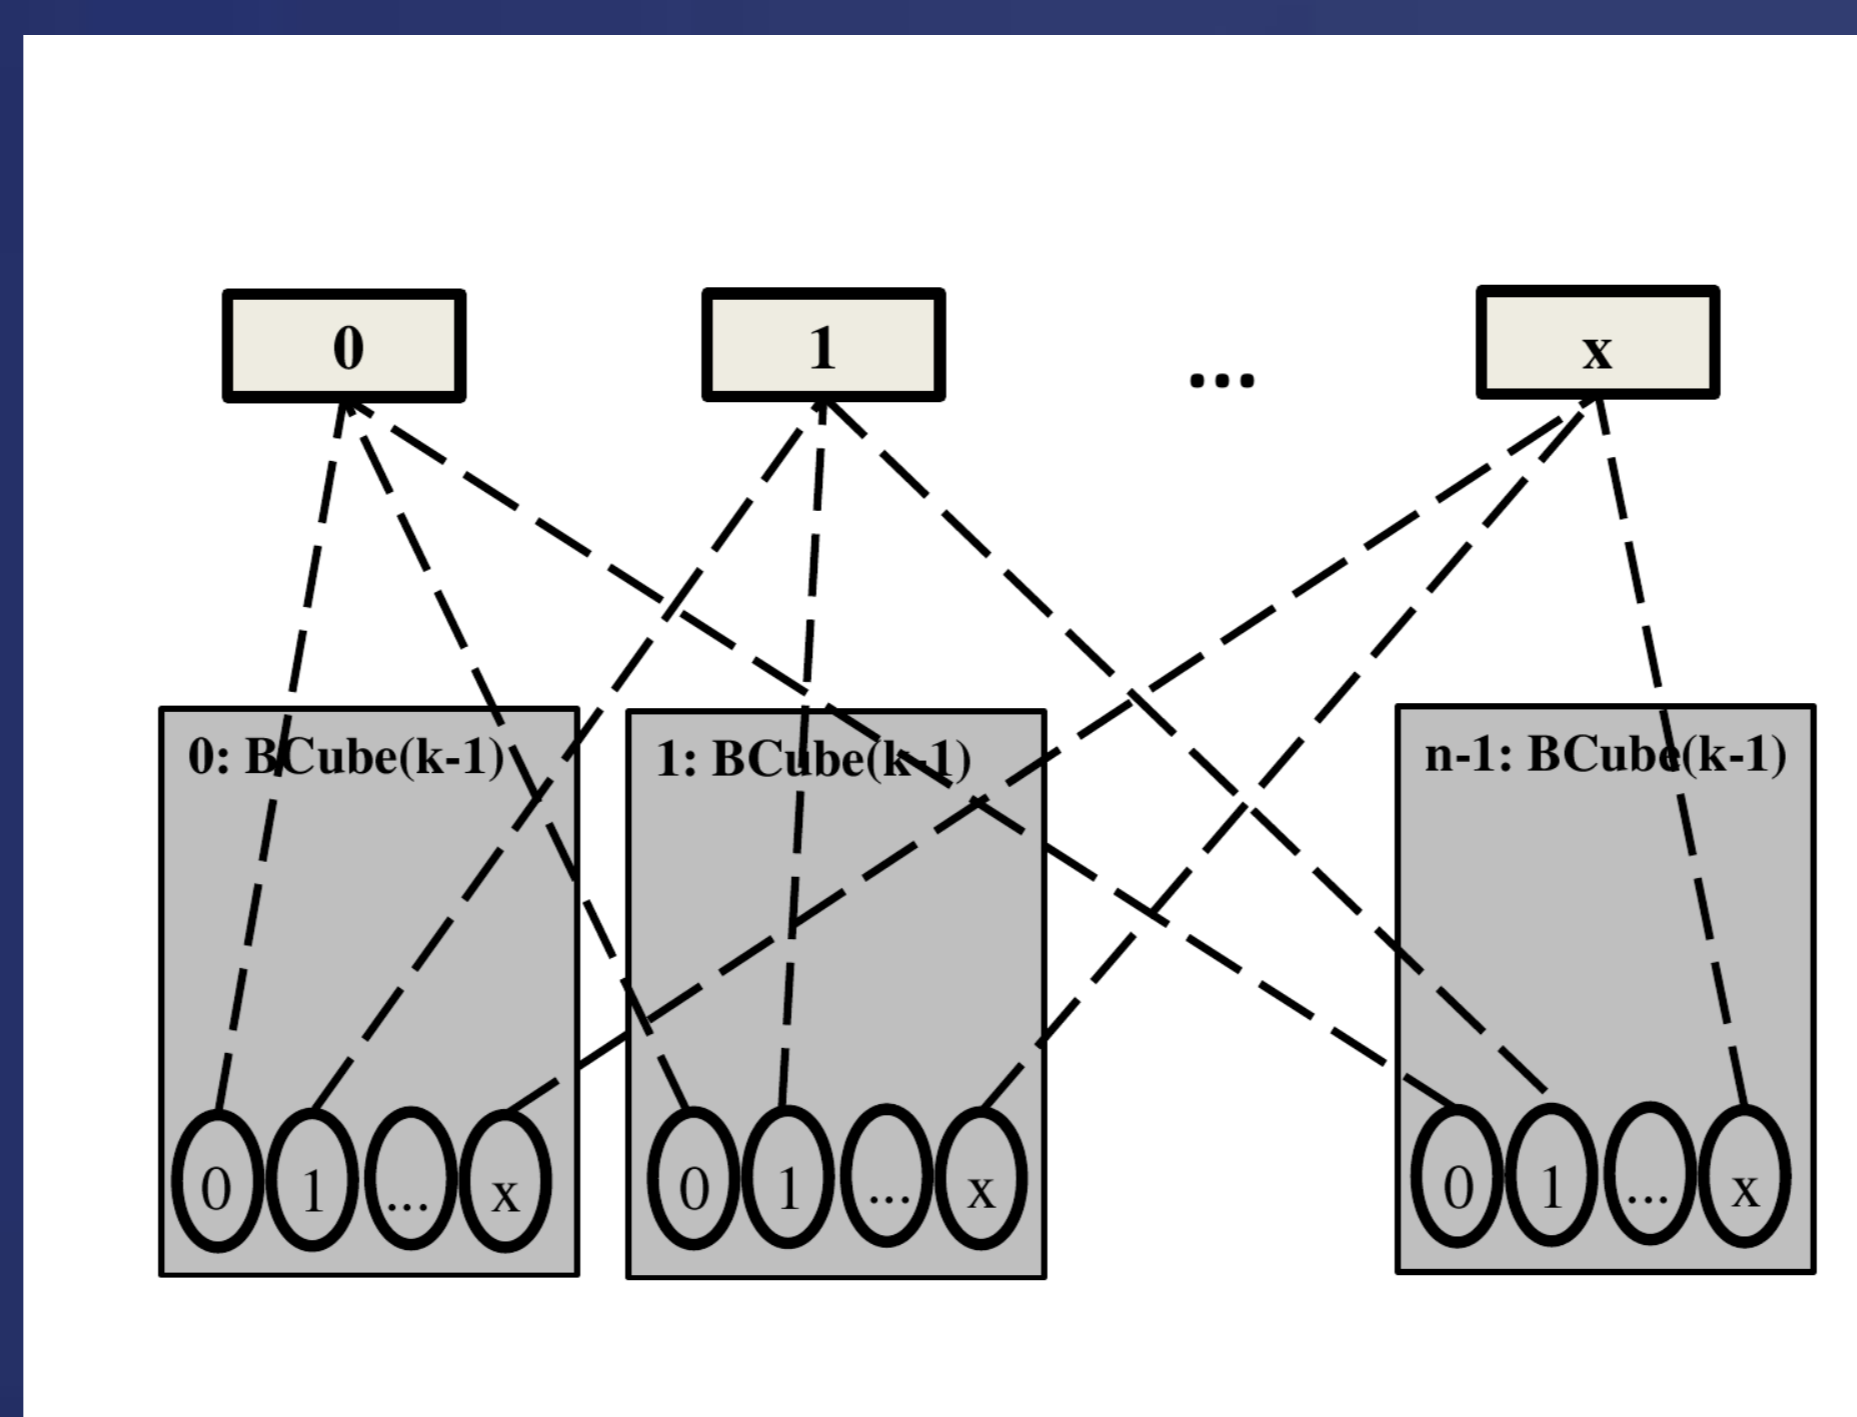 0 1 ... x
0: BCube(k-1) 1: BCube(k-1) n-1: BCube(k-1)
0 1 ... x 0 1 ... x 0 1 ... x